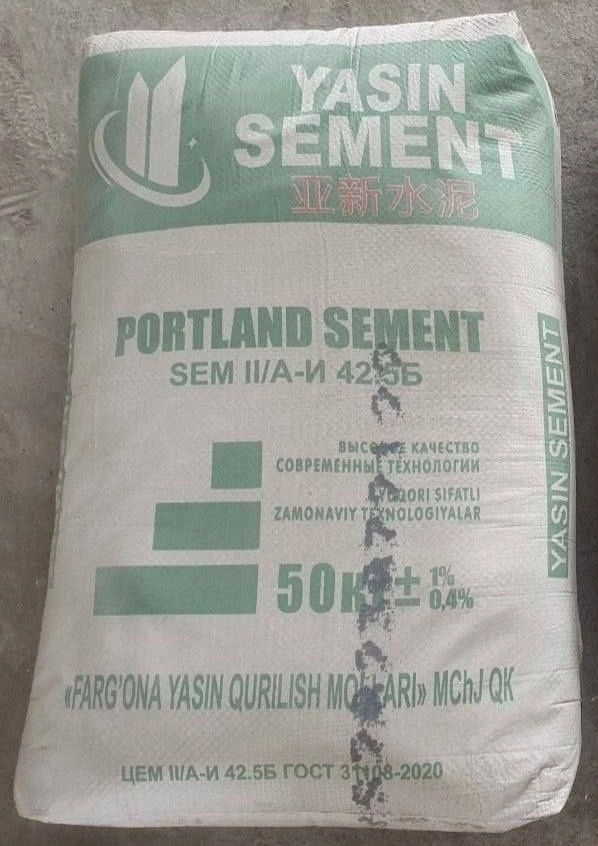 YASIN
SEMENT
亚新水泥
PORTLAND SEMENT
SEM II/A-И 42.5Б
ВЫСОКОЕ КАЧЕСТВО
СОВРЕМЕННЫЕ ТЕХНОЛОГИИ
YUQORI SIFATLI
ZAMONAVIY TEXNOLOGIYALAR
50кг ± 1%
0,4%
«FARG'ONA YASIN QURILISH MOLLARI» MChJ QK
ЦЕМ II/А-И 42.5Б ГОСТ 31108-2020
YASIN SEMENT